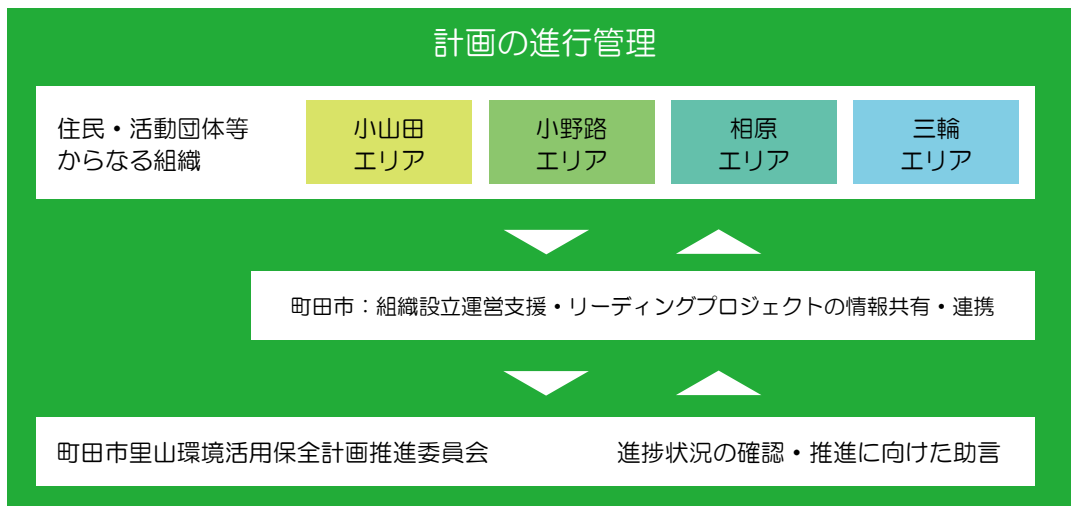 計画の進行管理
住民・活動団体等
からなる組織
小山田
エリア
小野路
エリア
相原
エリア
三輪
エリア
町田市：組織設立運営支援・リーディングプロジェクトの情報共有・連携
町田市里山環境活用保全計画推進委員会
進捗状況の確認・推進に向けた助言